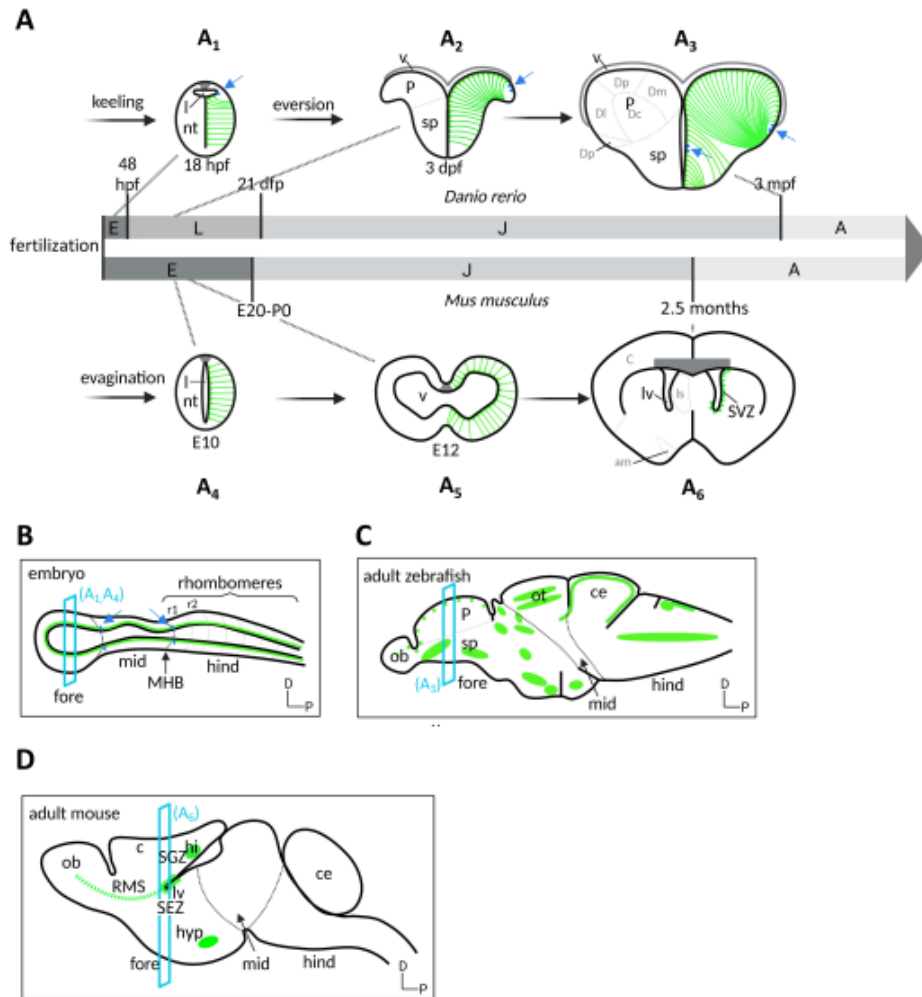 A
A1
A2
A3
keeling
l
nt
18 hpf
eversion
v
P
sp
3 dpf
v
Dp
Dm
P
Dl
Dc
Dp
sp
48
hpf
21 dfp
Danio rerio
3 mpf
E
L
J
A
fertilization
E
J
A
Mus musculus
E20-P0
2.5 months
evagination
l
nt
E10
v
E12
C
lv
ls
SVZ
am
A4
A5
A6
B
embryo
(A1,A4)
rhombomeres
r1
r2
mid
hind
MHB
fore
D
P
C
adult zebrafish
P
ot
ce
ob
sp
(A3)
fore
mid
hind
D
P
D
adult mouse
(A6)
c
hi
ob
SGZ
RMS
lv
SEZ
ce
hyp
fore
mid
hind
D
P